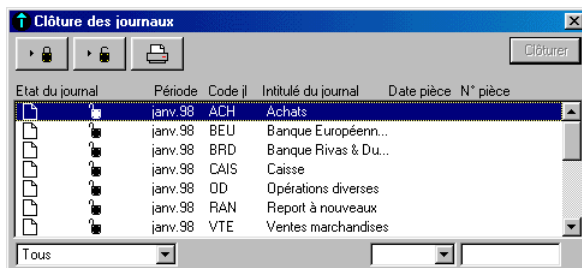 Clôture des journaux
Clôturer
Etat du journal Période Code jl Intitulé du journal Date pièce N° pièce
janv.98 ACH Achats
janv.98 BEU Banque Européenn...
janv.98 BRD Banque Rivas & Du...
janv.98 CAIS Caisse
janv.98 OD Opérations diverses
janv.98 RAN Report à nouveaux
janv.98 VTE Ventes marchandises
Tous